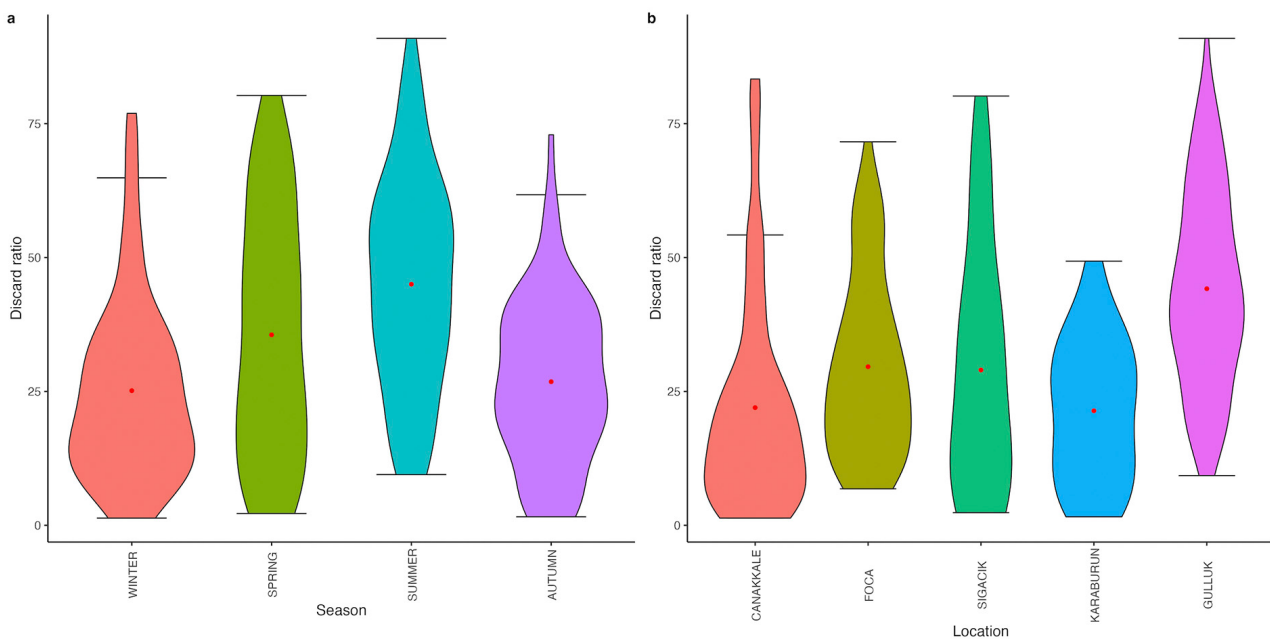 a
Discard ratio
75
50
25
0
WINTER
SPRING
SUMMER
AUTUMN
Season
b
Discard ratio
75
50
25
0
CANAKKALE
FOCA
SIGACIK
KARABURUN
GULLUK
Location